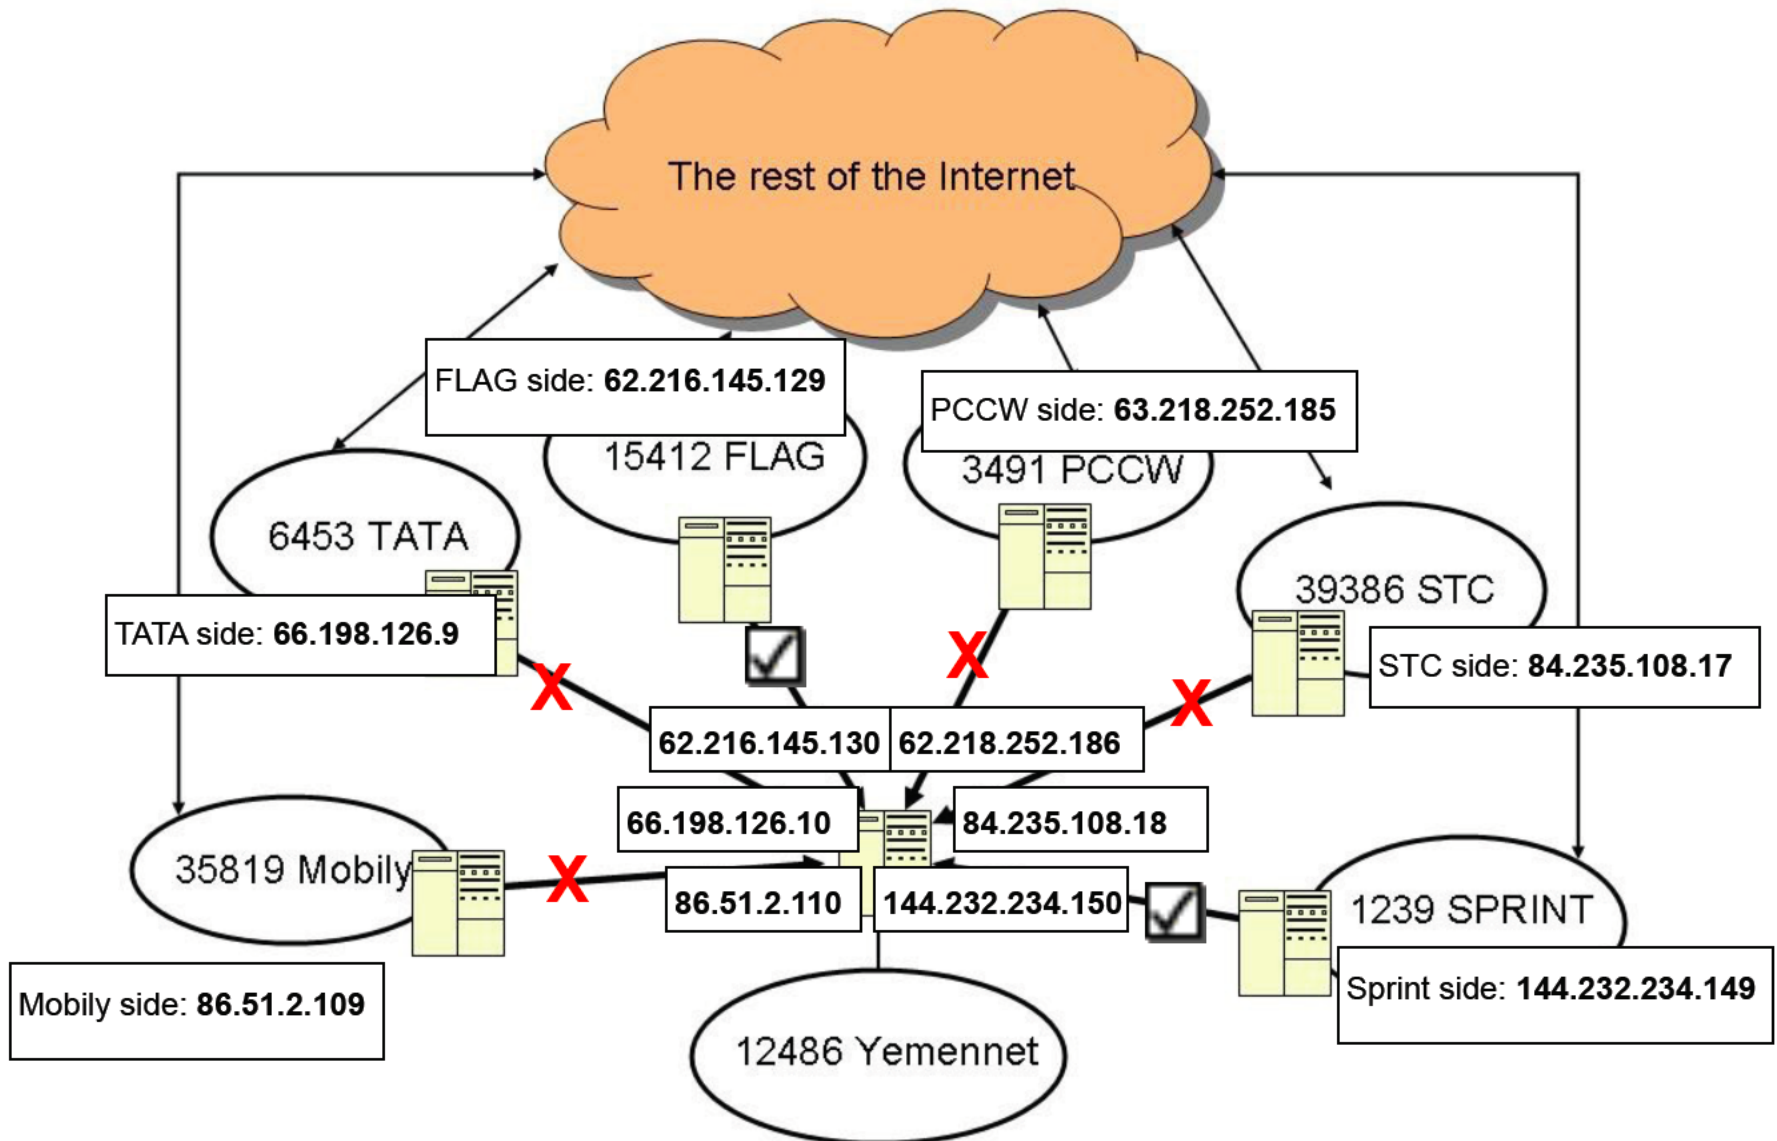 The rest of the Internet
FLAG side: 62.216.145.129
PCCW side: 63.218.252.185
15412 FLAG
3491 PCCW
6453 TATA
39386 STC
TATA side: 66.198.126.9
X
X
STC side: 84.235.108.17
X
X
62.216.145.130
62.218.252.186
66.198.126.10
84.235.108.18
35819 Mobily
X
86.51.2.110
144.232.234.150
1239 SPRINT
Mobily side: 86.51.2.109
Sprint side: 144.232.234.149
12486 Yemennet